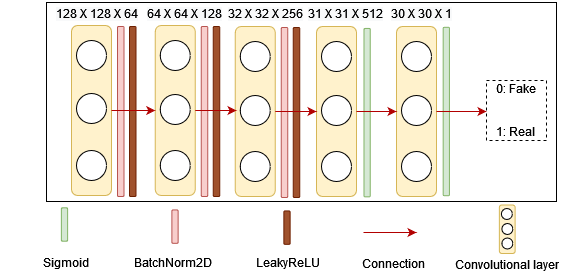 128 X 128 X 64 64 X 64 X 128 32 X 32 X 256 31 X 31 X 512 30 X 30 X 1
0: Fake
1: Real
Sigmoid BatchNorm2D LeakyReLU Connection Convolutional layer